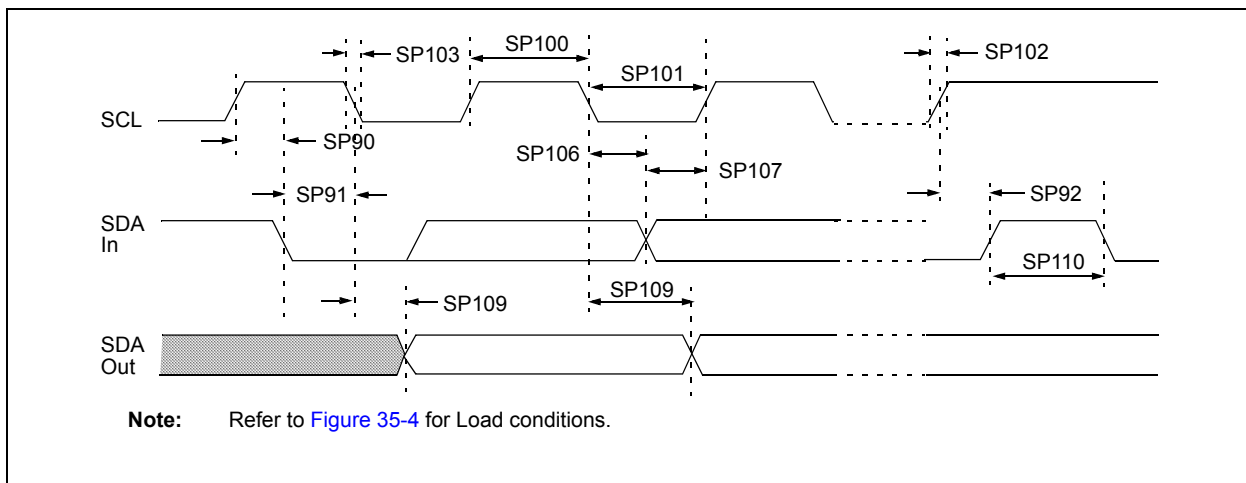 SP103
SP100
SP101
SP102
SCL
SP90
SP106
SP107
SP91
SP92
SDA
In
SP110
SP109
SP109
SDA
Out
Note: Refer to Figure 35-4 for Load conditions.